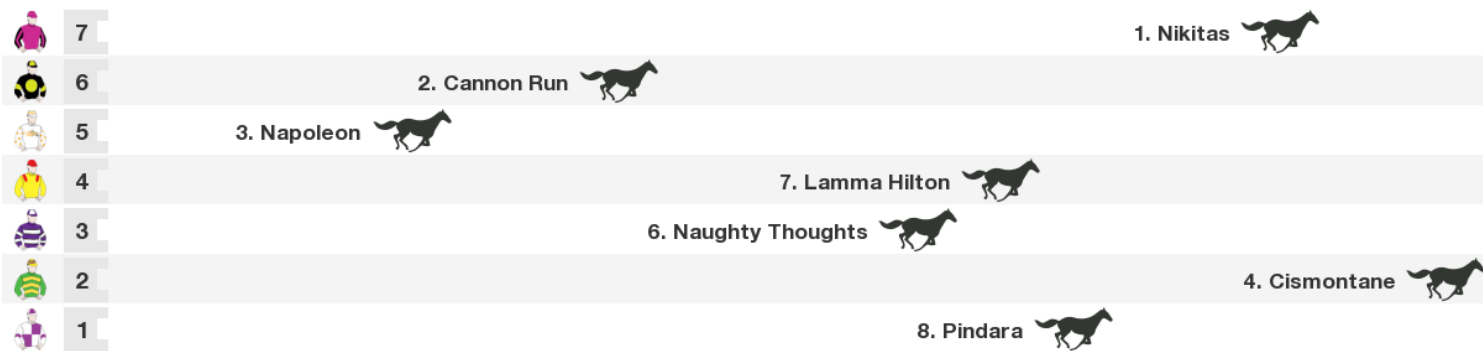 7 1. Nikitas
6 2. Cannon Run
5 3. Napoleon
4 7. Lamma Hilton
3 6. Naughty Thoughts
2 4. Cismontane
1 8. Pindara